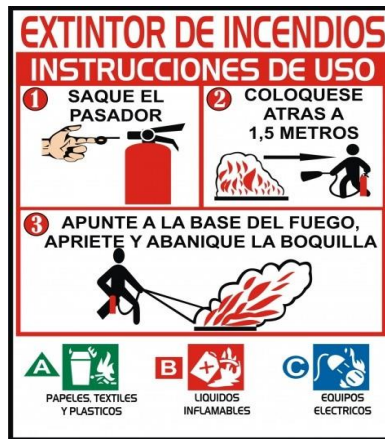 EXTINTOR DE INCENDIOS
INSTRUCCIONES DE USO
1 SAQUE EL
PASADOR
2 COLOQUESE
ATRAS A
1,5 METROS
3 APUNTE A LA BASE DEL FUEGO,
APRIETE Y ABANIQUE LA BOQUILLA
A
PAPELES, TEXTILES
Y PLASTICOS
B
LIQUIDOS
INFLAMABLES
C
EQUIPOS
ELECTRICOS